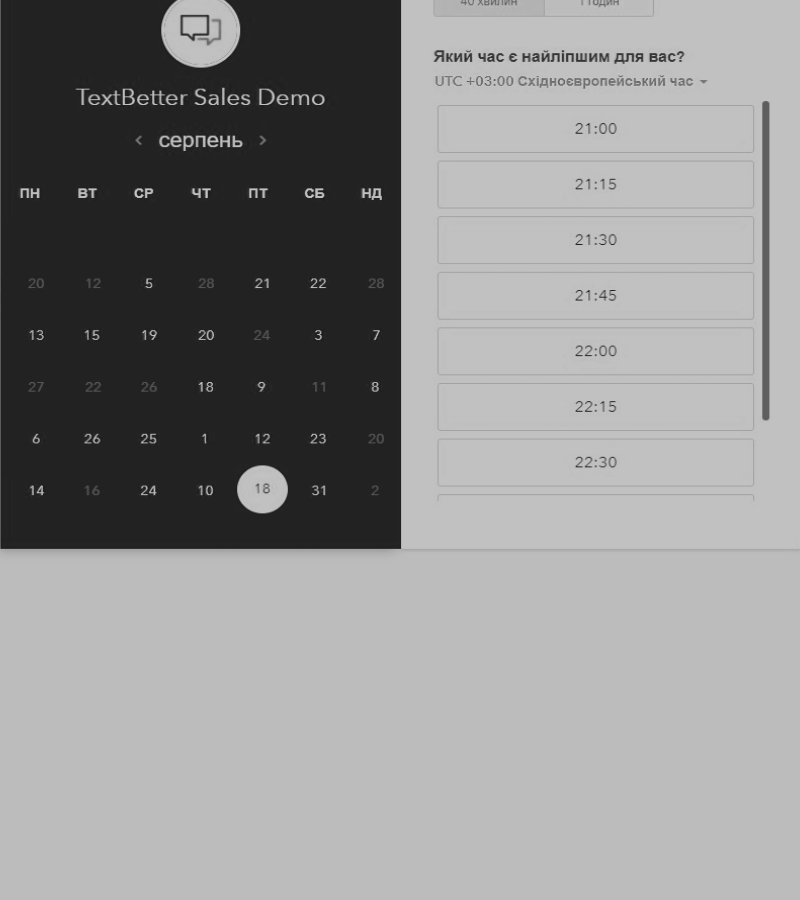 TextBetter Sales Demo
серпень
ПН ВТ СР ЧТ ПТ СБ НД
20 12 5 28 21 22 28
13 15 19 20 24 3 7
27 22 26 18 9 11 8
6 26 25 1 12 23 20
14 16 24 10 18 31 2
40 хвилин 1 годин
Який час є найліпшим для вас?
UTC +03:00 Східноєвропейський час
21:00
21:15
21:30
21:45
22:00
22:15
22:30